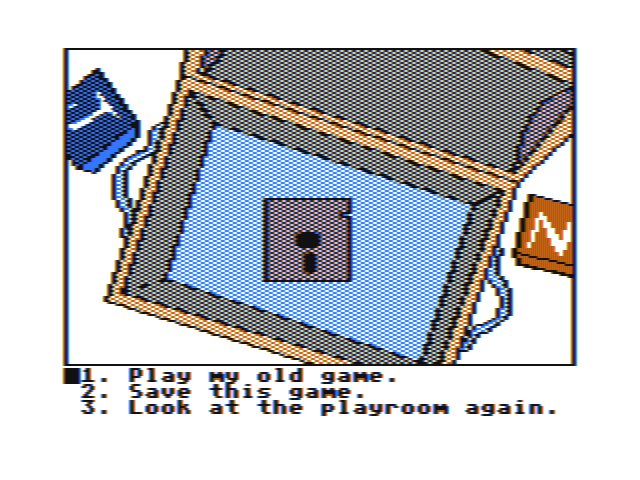 T
N
1. Play my old game.
2. Save this game.
3. Look at the playroom again.